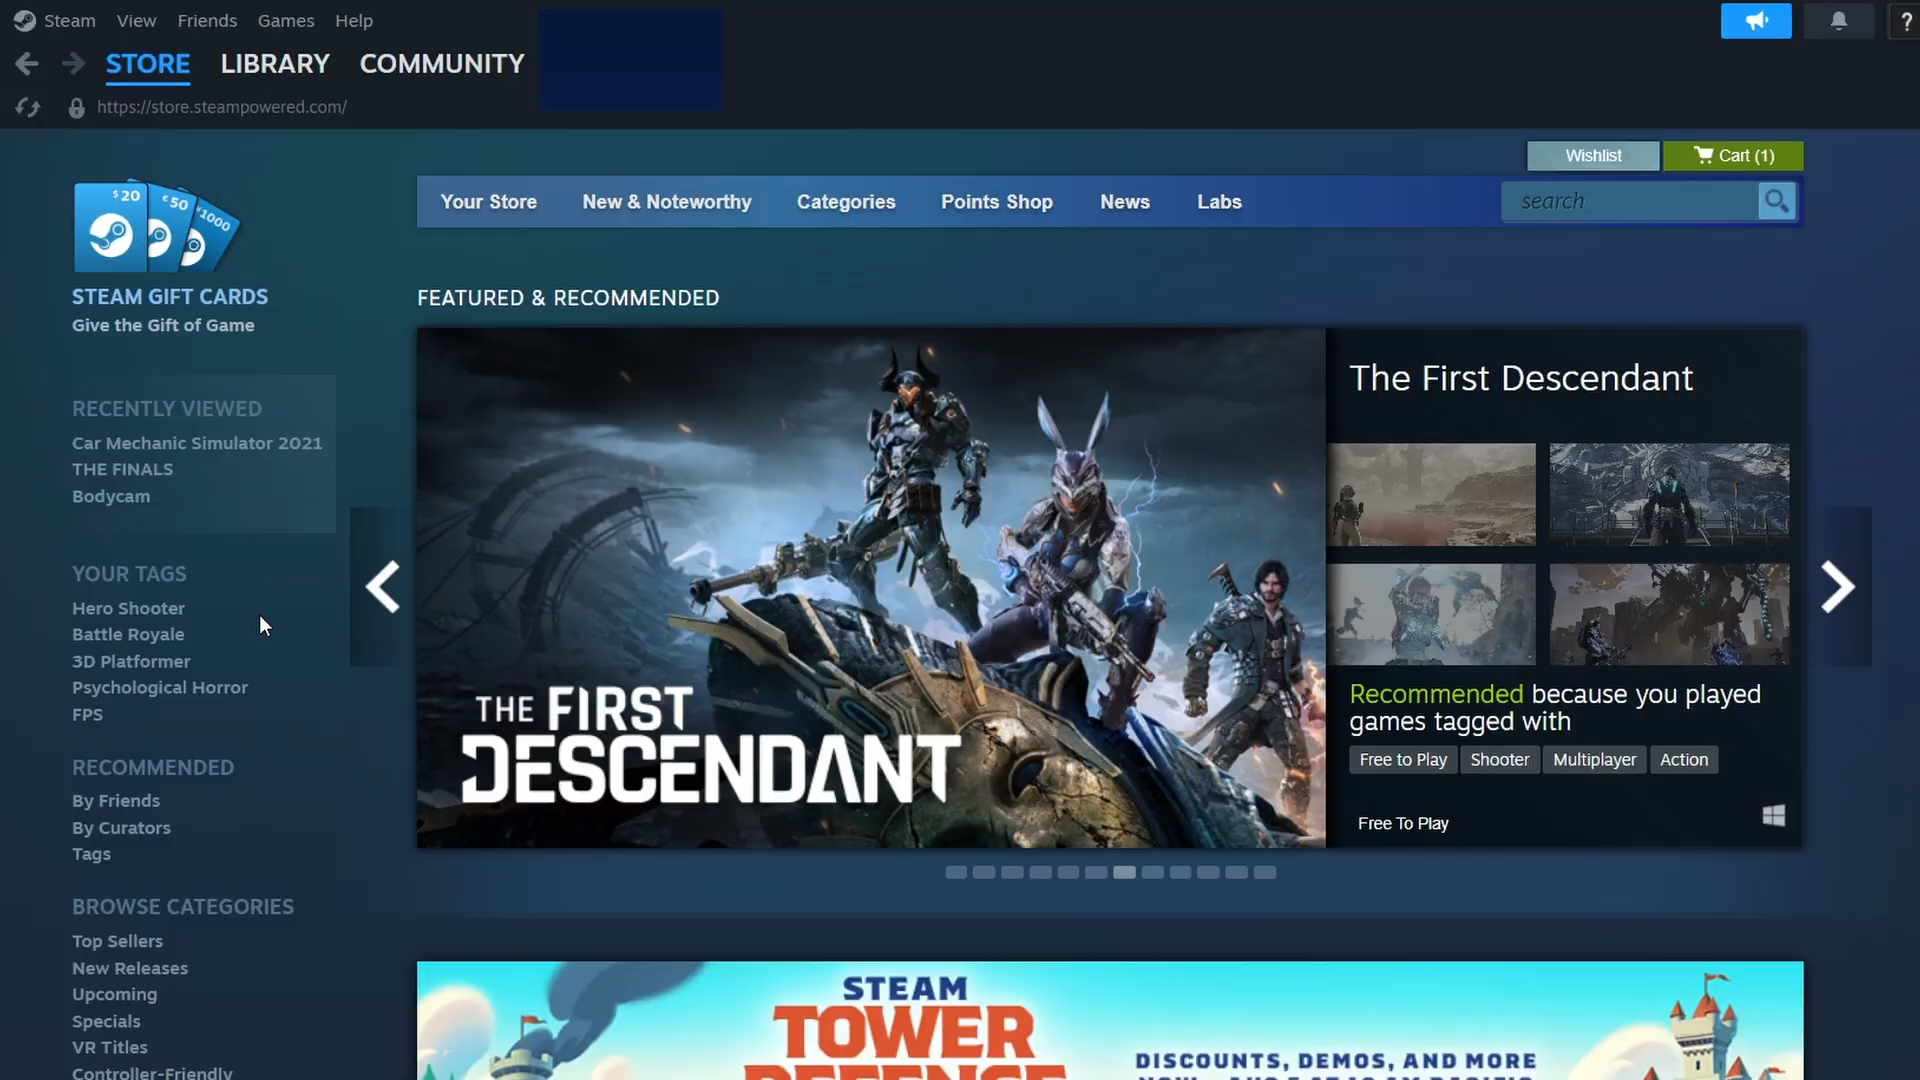 Steam View Friends Games Help ?
STORE LIBRARY COMMUNITY
https://store.steampowered.com/
Wishlist Cart (1)
$20 €50 ¥1000
Your Store New & Noteworthy Categories Points Shop News Labs search
STEAM GIFT CARDS
Give the Gift of Game
FEATURED & RECOMMENDED
RECENTLY VIEWED
Car Mechanic Simulator 2021
THE FINALS
Bodycam
YOUR TAGS
Hero Shooter
Battle Royale
3D Platformer
Psychological Horror
FPS
RECOMMENDED
By Friends
By Curators
Tags
BROWSE CATEGORIES
Top Sellers
New Releases
Upcoming
Specials
VR Titles
Controller-Friendly
THE FIRST
DESCENDANT
The First Descendant
Recommended because you played
games tagged with
Free to Play Shooter Multiplayer Action
Free To Play
STEAM
TOWER
DEFENSE
DISCOUNTS, DEMOS, AND MORE